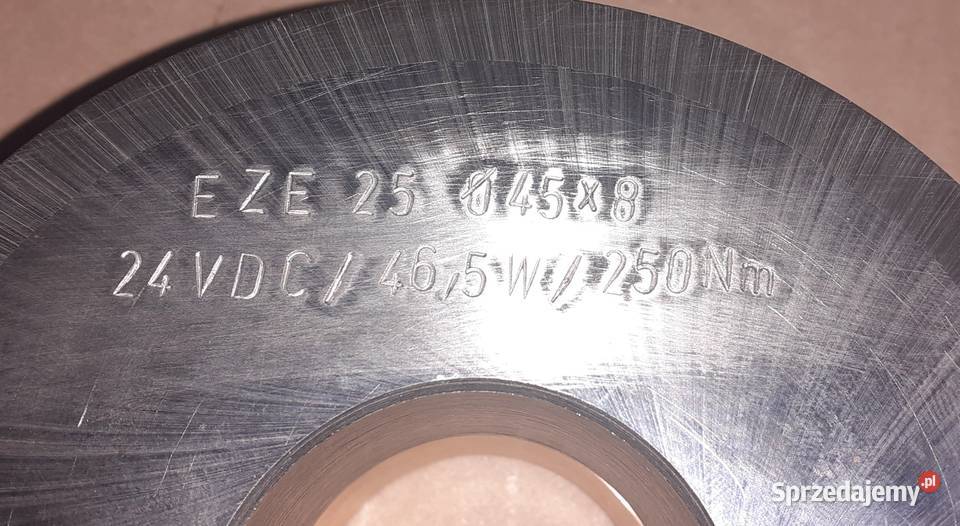 EZE 25 Ø45x8
24VDC/46,5W/250Nm
Sprzedajemy.pl